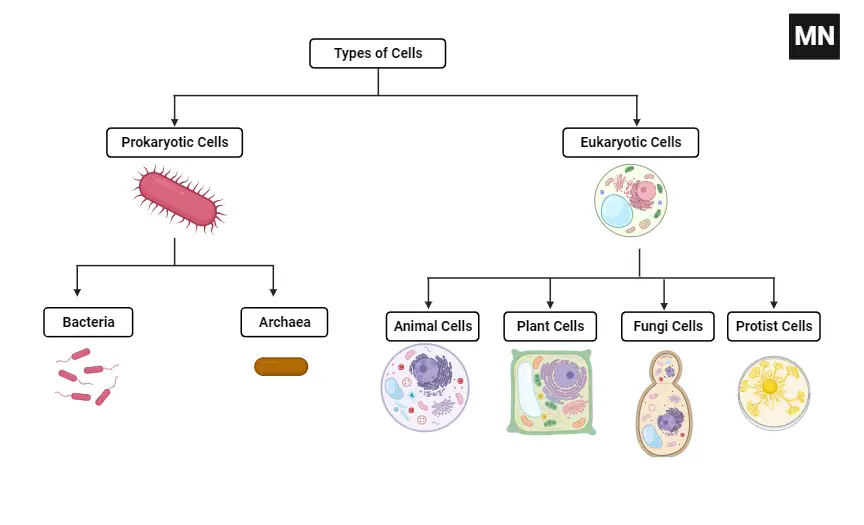 MN
Types of Cells
Prokaryotic Cells
Eukaryotic Cells
Bacteria
Archaea
Animal Cells
Plant Cells
Fungi Cells
Protist Cells